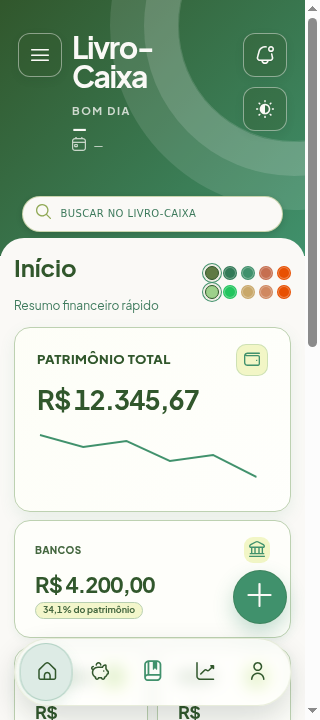 Livro-
Caixa
BOM DIA
—
—
BUSCAR NO LIVRO-CAIXA
Início
Resumo financeiro rápido
PATRIMÔNIO TOTAL
R$ 12.345,67
BANCOS
R$ 4.200,00
34,1% do patrimônio
R$
R$